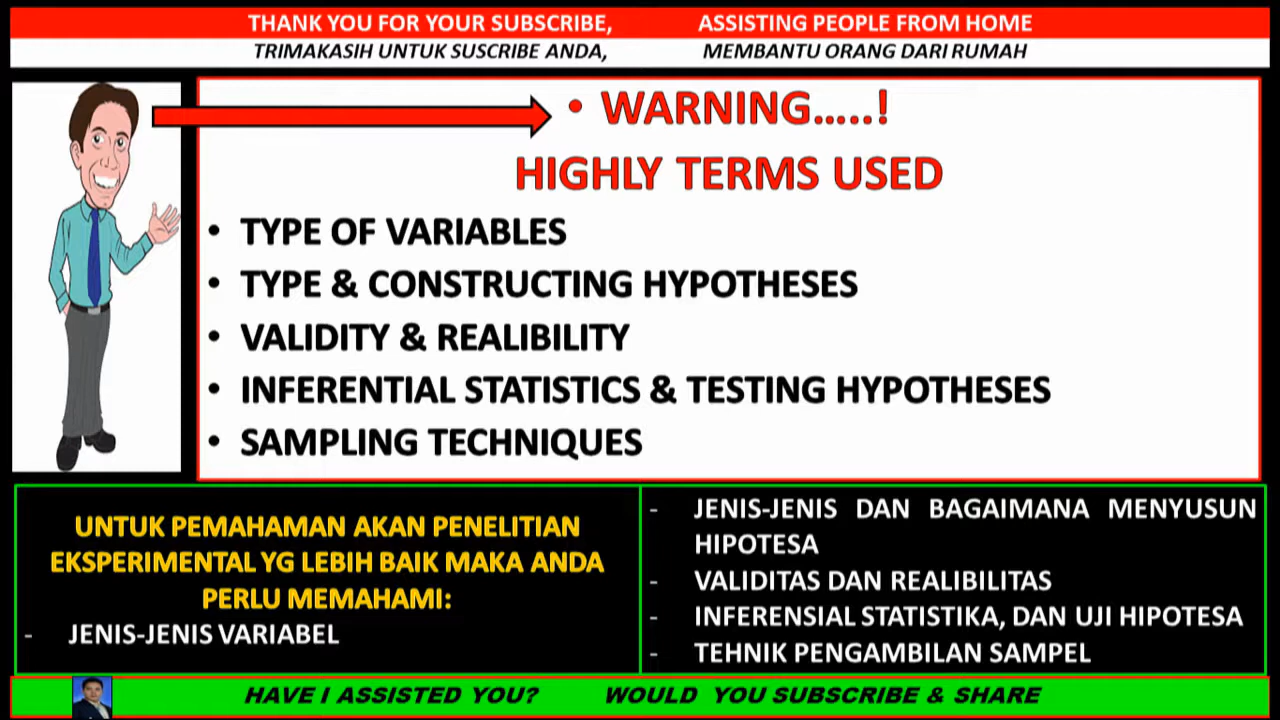 THANK YOU FOR YOUR SUBSCRIBE, ASSISTING PEOPLE FROM HOME
TRIMAKASIH UNTUK SUSCRIBE ANDA, MEMBANTU ORANG DARI RUMAH
• WARNING…..!
HIGHLY TERMS USED
• TYPE OF VARIABLES
• TYPE & CONSTRUCTING HYPOTHESES
• VALIDITY & REALIBILITY
• INFERENTIAL STATISTICS & TESTING HYPOTHESES
• SAMPLING TECHNIQUES
UNTUK PEMAHAMAN AKAN PENELITIAN
EKSPERIMENTAL YG LEBIH BAIK MAKA ANDA
PERLU MEMAHAMI:
- JENIS-JENIS VARIABEL
- JENIS-JENIS DAN BAGAIMANA MENYUSUN
HIPOTESA
- VALIDITAS DAN REALIBILITAS
- INFERENSIAL STATISTIKA, DAN UJI HIPOTESA
- TEHNIK PENGAMBILAN SAMPEL
HAVE I ASSISTED YOU? WOULD YOU SUBSCRIBE & SHARE